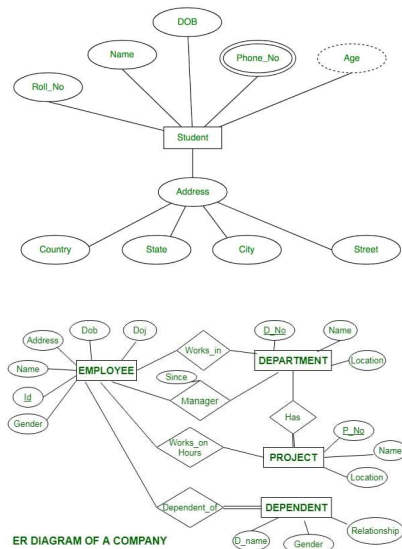 DOB
Name
Phone_No
Age
Roll_No
Student
Address
Country
State
City
Street
Dob
Doj
D_No
Name
Address
Works_in
EMPLOYEE
DEPARTMENT
Name
Since
Location
Id
Manager
Gender
Has
P_No
Works_on
Hours
Name
PROJECT
Location
Dependent_of
DEPENDENT
Relationship
D_name
Gender
ER DIAGRAM OF A COMPANY